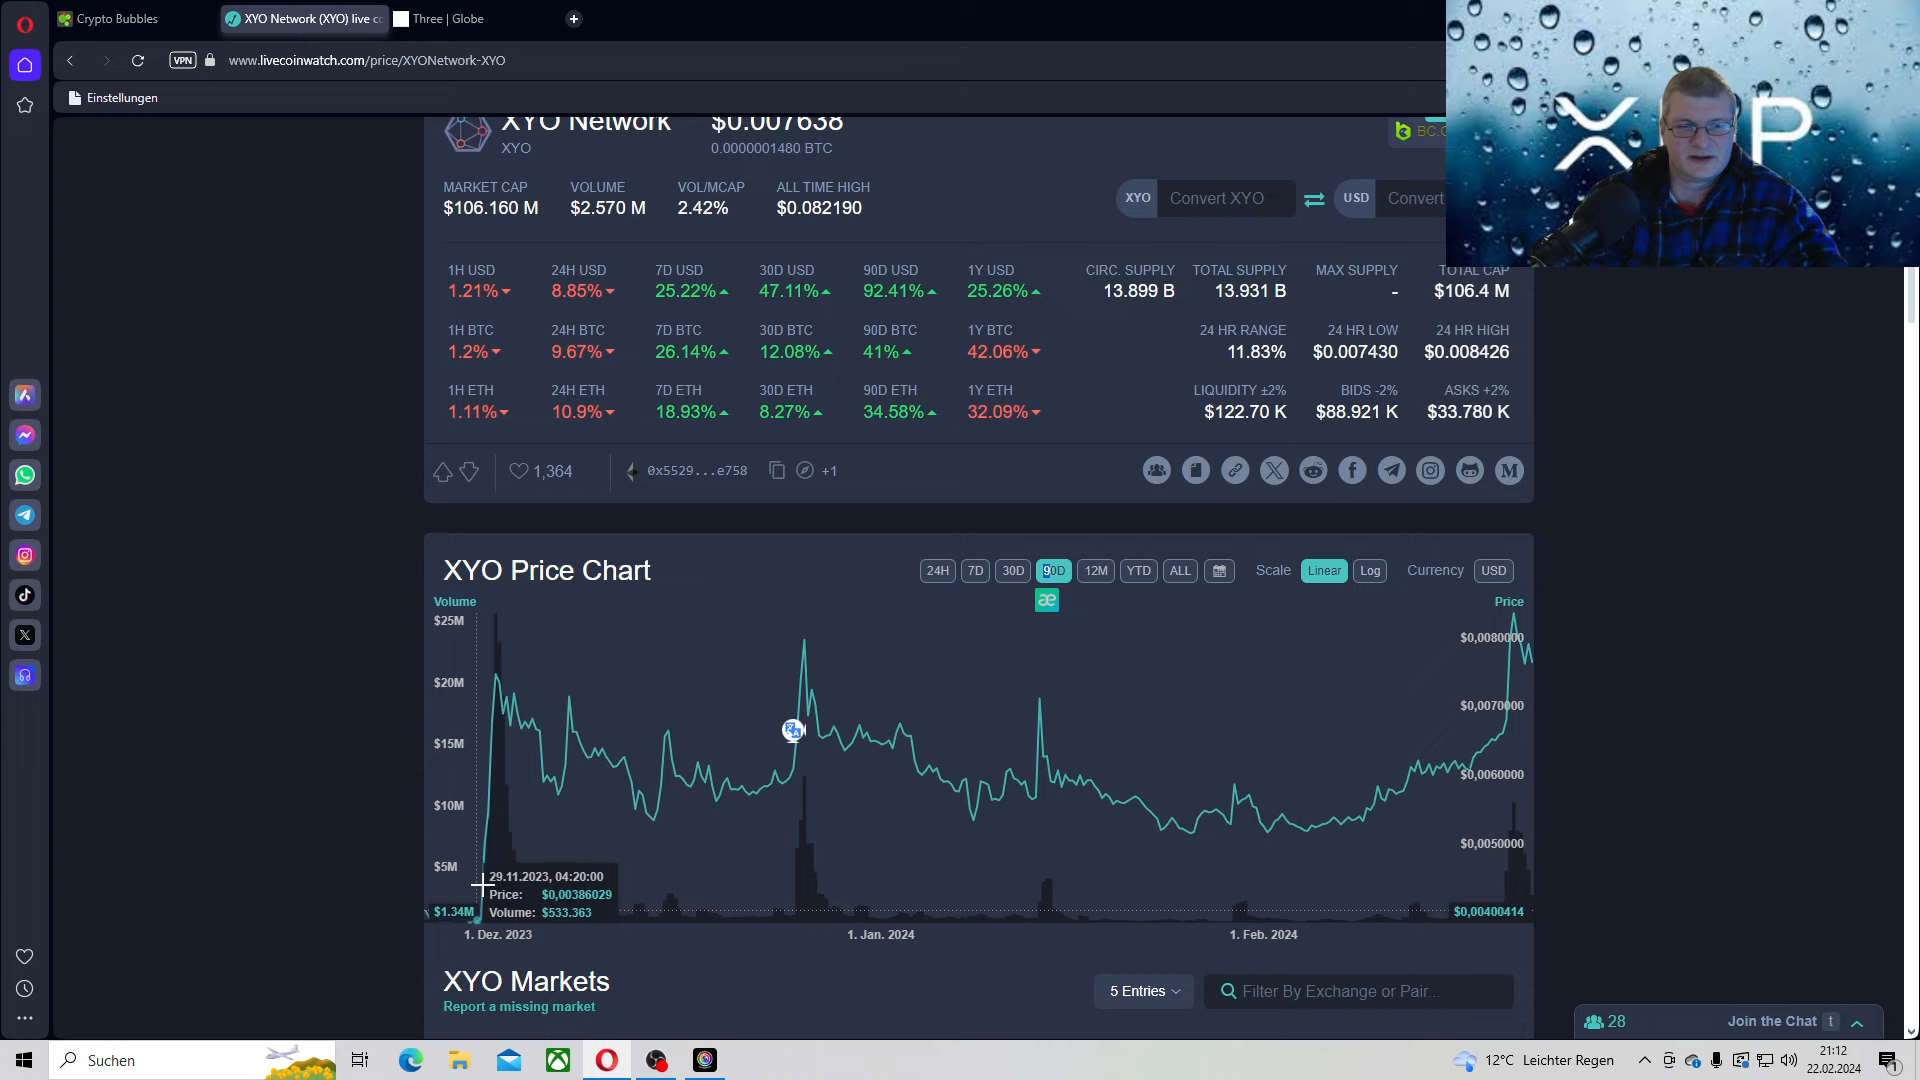 Crypto Bubbles
XYO Network (XYO) live co
Three | Globe
VPN
www.livecoinwatch.com/price/XYONetwork-XYO
Einstellungen
XYO Network
$0.007638
XYO
0.0000001480 BTC
BC.G
MARKET CAP
VOLUME
VOL/MCAP
ALL TIME HIGH
$106.160 M
$2.570 M
2.42%
$0.082190
XYO
Convert XYO
USD
Convert
1H USD
24H USD
7D USD
30D USD
90D USD
1Y USD
CIRC. SUPPLY
TOTAL SUPPLY
MAX SUPPLY
TOTAL CAP
1.21%
8.85%
25.22%
47.11%
92.41%
25.26%
13.899 B
13.931 B
-
$106.4 M
1H BTC
24H BTC
7D BTC
30D BTC
90D BTC
1Y BTC
24 HR RANGE
24 HR LOW
24 HR HIGH
1.2%
9.67%
26.14%
12.08%
41%
42.06%
11.83%
$0.007430
$0.008426
1H ETH
24H ETH
7D ETH
30D ETH
90D ETH
1Y ETH
LIQUIDITY ±2%
BIDS -2%
ASKS +2%
1.11%
10.9%
18.93%
8.27%
34.58%
32.09%
$122.70 K
$88.921 K
$33.780 K
1,364
0x5529...e758
+1
XYO Price Chart
24H
7D
30D
90D
12M
YTD
ALL
Scale
Linear
Log
Currency
USD
æ
Volume
Price
$25M
$20M
$15M
$10M
$5M
$1.34M
$0,0080000
$0,0070000
$0,0060000
$0,0050000
$0,00400414
29.11.2023, 04:20:00
Price: $0,00386029
Volume: $533.363
1. Dez. 2023
1. Jan. 2024
1. Feb. 2024
XYO Markets
Report a missing market
5 Entries
Filter By Exchange or Pair...
28
Join the Chat
t
Suchen
12°C Leichter Regen
21:12
22.02.2024
1